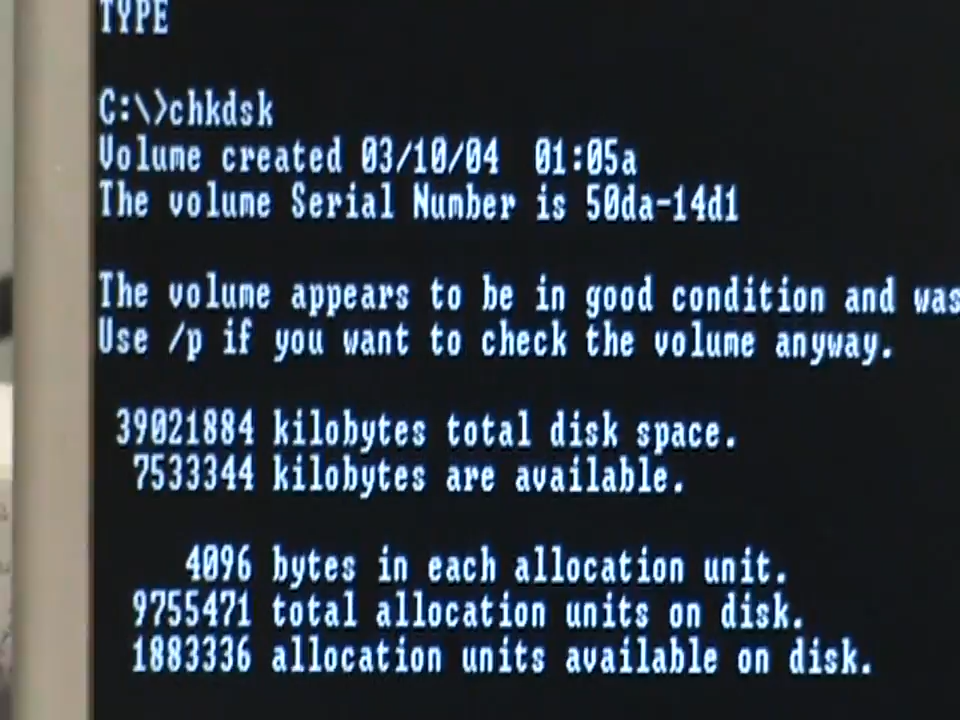 TYPE
C:\>chkdsk
Volume created 03/10/04  01:05a
The volume Serial Number is 50da-14d1
The volume appears to be in good condition and was
Use /p if you want to check the volume anyway.
39021884 kilobytes total disk space.
7533344 kilobytes are available.
4096 bytes in each allocation unit.
9755471 total allocation units on disk.
1883336 allocation units available on disk.